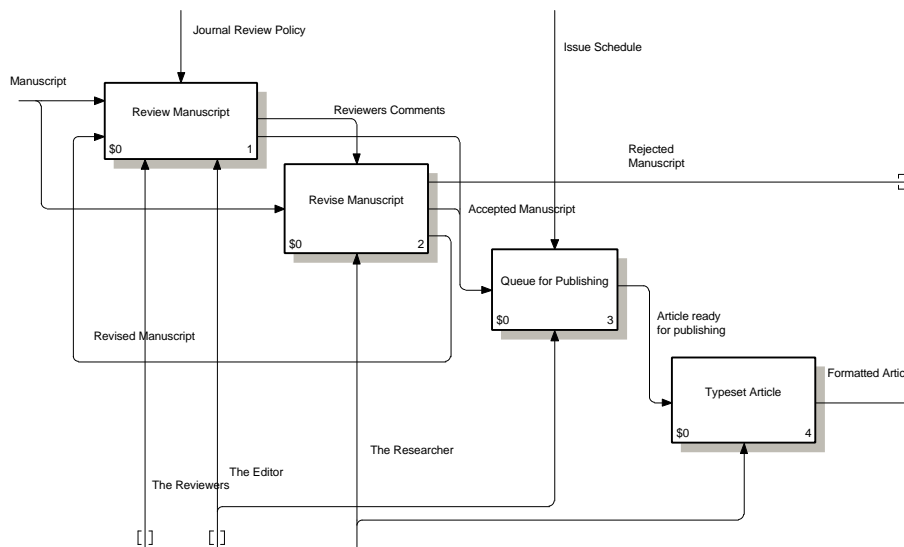 Journal Review Policy
Issue Schedule
Manuscript
Review Manuscript
$0
1
Reviewers Comments
Rejected
Manuscript
Revise Manuscript
$0
2
Accepted Manuscript
Queue for Publishing
$0
3
Revised Manuscript
Article ready
for publishing
Formatted Artic
Typeset Article
$0
4
The Researcher
The Editor
The Reviewers